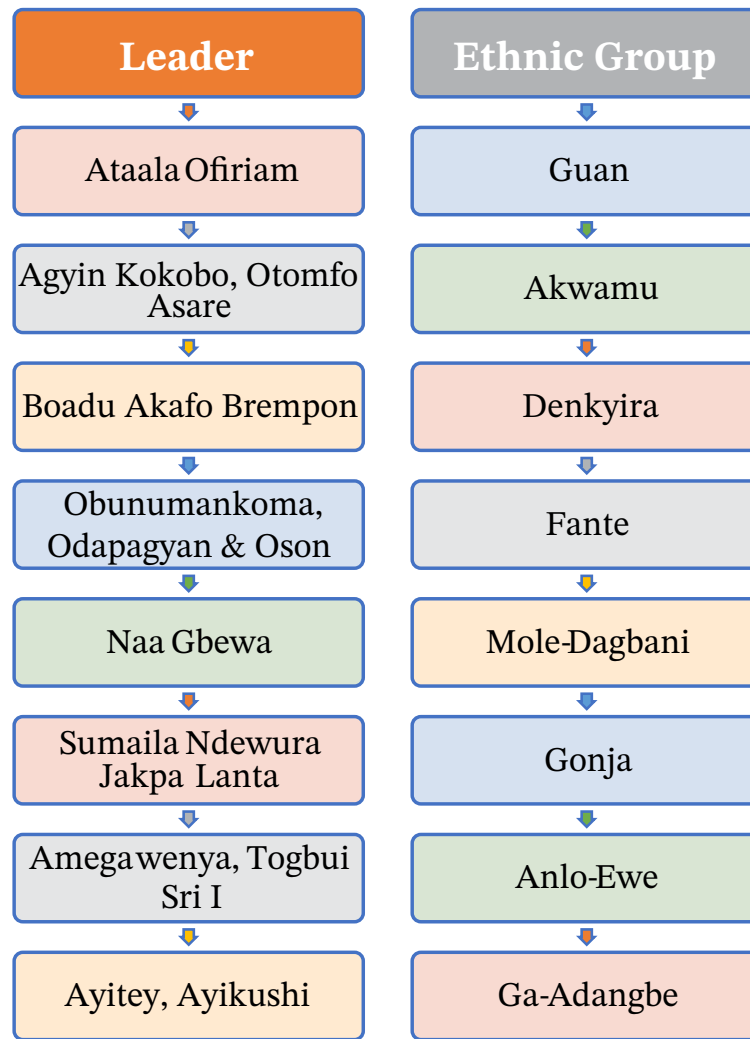 Leader
Ethnic Group
Ataala Ofiriam
Guan
Agyin Kokobo, Otomfo
Asare
Akwamu
Boadu Akafo Brempon
Denkyira
Obunumankoma,
Odapagyan & Oson
Fante
Naa Gbewa
Mole-Dagbani
Sumaila Ndewura
Jakpa Lanta
Gonja
Amegawenya, Togbui
Sri I
Anlo-Ewe
Ayitey, Ayikushi
Ga-Adangbe